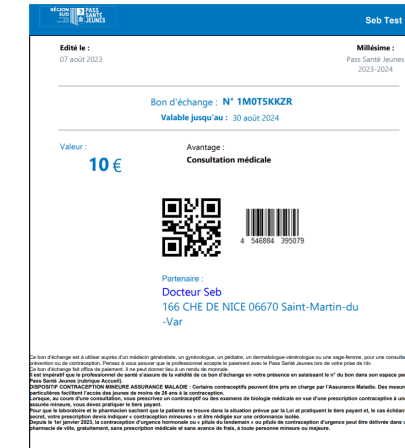 RÉGION SUD PASS SANTÉ JEUNES
Seb Test
Edité le :
07 août 2023
Millésime :
Pass Santé Jeunes
2023-2024
Bon d'échange : N° 1M0T5KKZR
Valable jusqu'au : 30 août 2024
Valeur :
10 €
Avantage :
Consultation médicale
4 546884 395079
Partenaire :
Docteur Seb
166 CHE DE NICE 06670 Saint-Martin-du
-Var
Ce bon d'échange est à utiliser auprès d'un médecin généraliste, un gynécologue, un pédiatre, un dermatologue-vénérologue ou une sage-femme, pour une consulta
prévention ou de contraception. Pensez à vous assurer que le professionnel accepte le paiement avec le Pass Santé Jeunes lors de votre prise de rdv.
Ce bon d'échange fait office de paiement. Il ne peut donner lieu à un rendu de monnaie.
Il est impératif que le professionnel de santé s'assure de la validité de ce bon d'échange en votre présence en saisissant le n° du bon dans son espace per
Pass Santé Jeunes (rubrique Accueil).
DISPOSITIF CONTRACEPTION MINEURE ASSURANCE MALADIE : Certains contraceptifs peuvent être pris en charge par l'Assurance Maladie. Des mesur
particulières facilitent l'accès des jeunes de moins de 26 ans à la contraception.
Lorsque, au cours d'une consultation, vous prescrivez un contraceptif ou des examens de biologie médicale en vue d'une prescription contraceptive à une
assurée mineure, vous devez pratiquer le tiers payant.
Pour que le laboratoire et le pharmacien sachent que la patiente se trouve dans la situation prévue par la Loi et pratiquent le tiers payant et, le cas échéan
secret, votre prescription devra indiquer « contraception mineures » et être rédigée sur une ordonnance isolée.
Depuis le 1er janvier 2023, la contraception d'urgence hormonale ou « pilule du lendemain » ou pilule de contraception d'urgence peut être délivrée dans u
pharmacie de ville, gratuitement, sans prescription médicale et sans avance de frais, à toute personne mineure ou majeure.